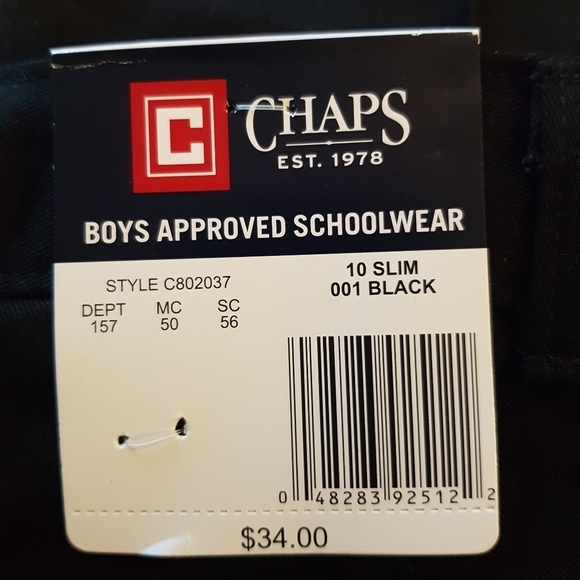 C CHAPS
EST. 1978
BOYS APPROVED SCHOOLWEAR
STYLE C802037
DEPT MC SC
157 50 56
10 SLIM
001 BLACK
0 48283 92512 2
$34.00